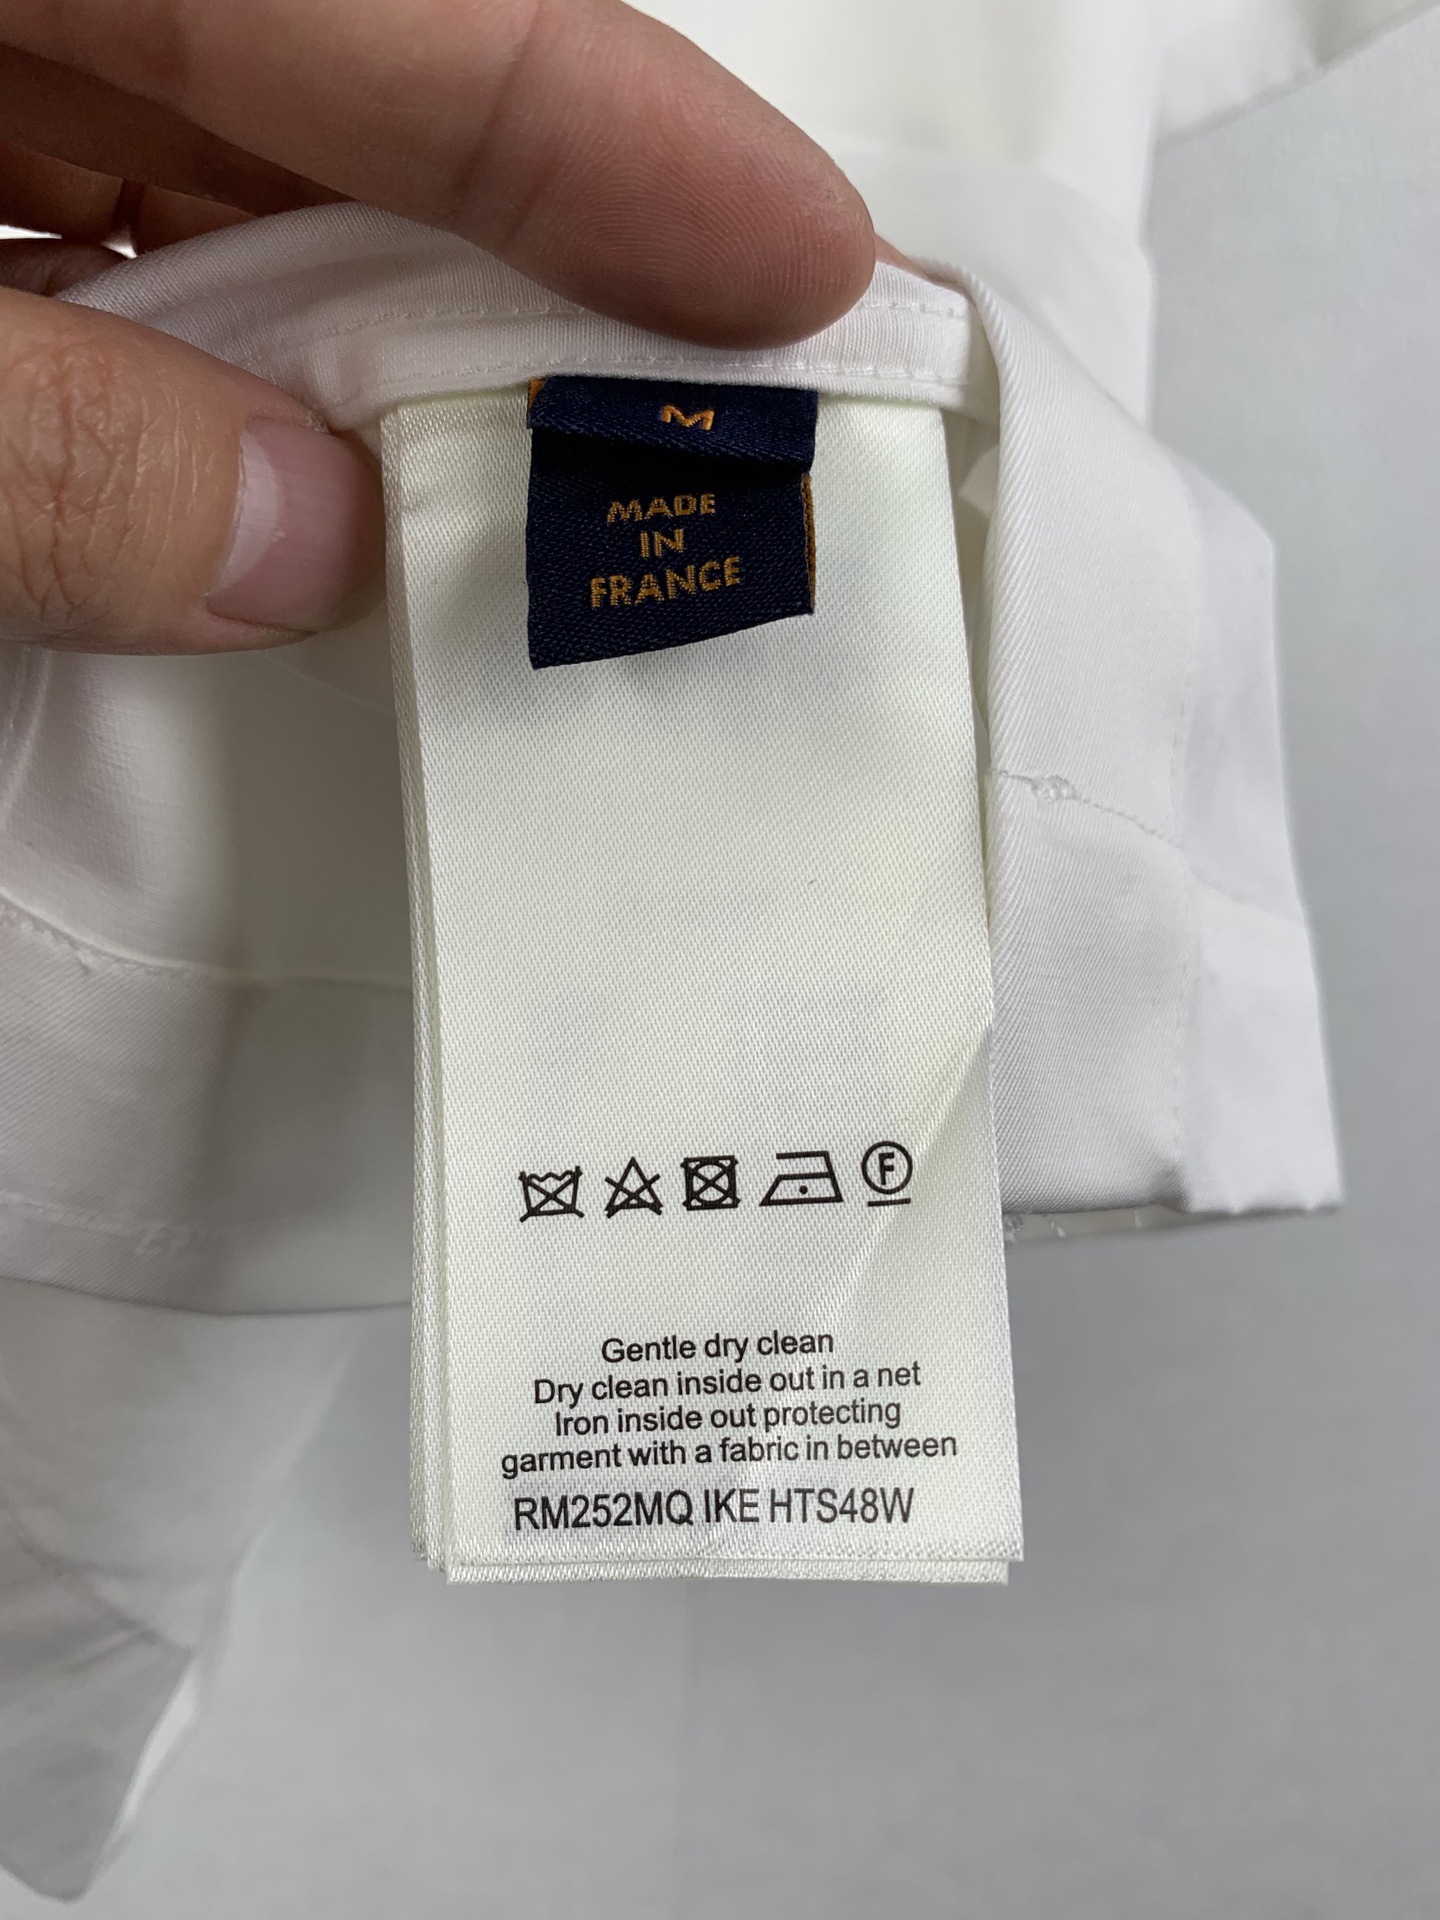 M
MADE
IN
FRANCE
F
Gentle dry clean
Dry clean inside out in a net
Iron inside out protecting
garment with a fabric in between
RM252MQ IKE HTS48W